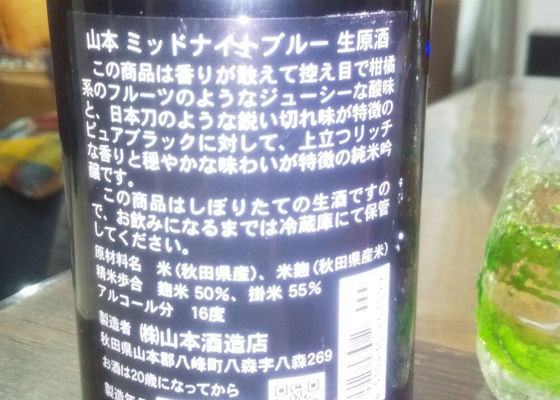 山本 ミッドナイトブルー 生原酒
この商品は香りが敢えて控え目で柑橘
系のフルーツのようなジューシーな酸味
と、日本刀のような鋭い切れ味が特徴の
ピュアブラックに対して、上立つリッチ
な香りと穏やかな味わいが特徴の純米吟
醸です。
この商品はしぼりたての生酒ですの
で、お飲みになるまでは冷蔵庫にて保管
してください。
原材料名 米(秋田県産)、米麹(秋田県産米)
精米歩合 麹米 50%、掛米 55%
アルコール分 16度
製造者 (株)山本酒造店
秋田県山本郡八峰町八森字八森269
お酒は20歳になってから
製造年